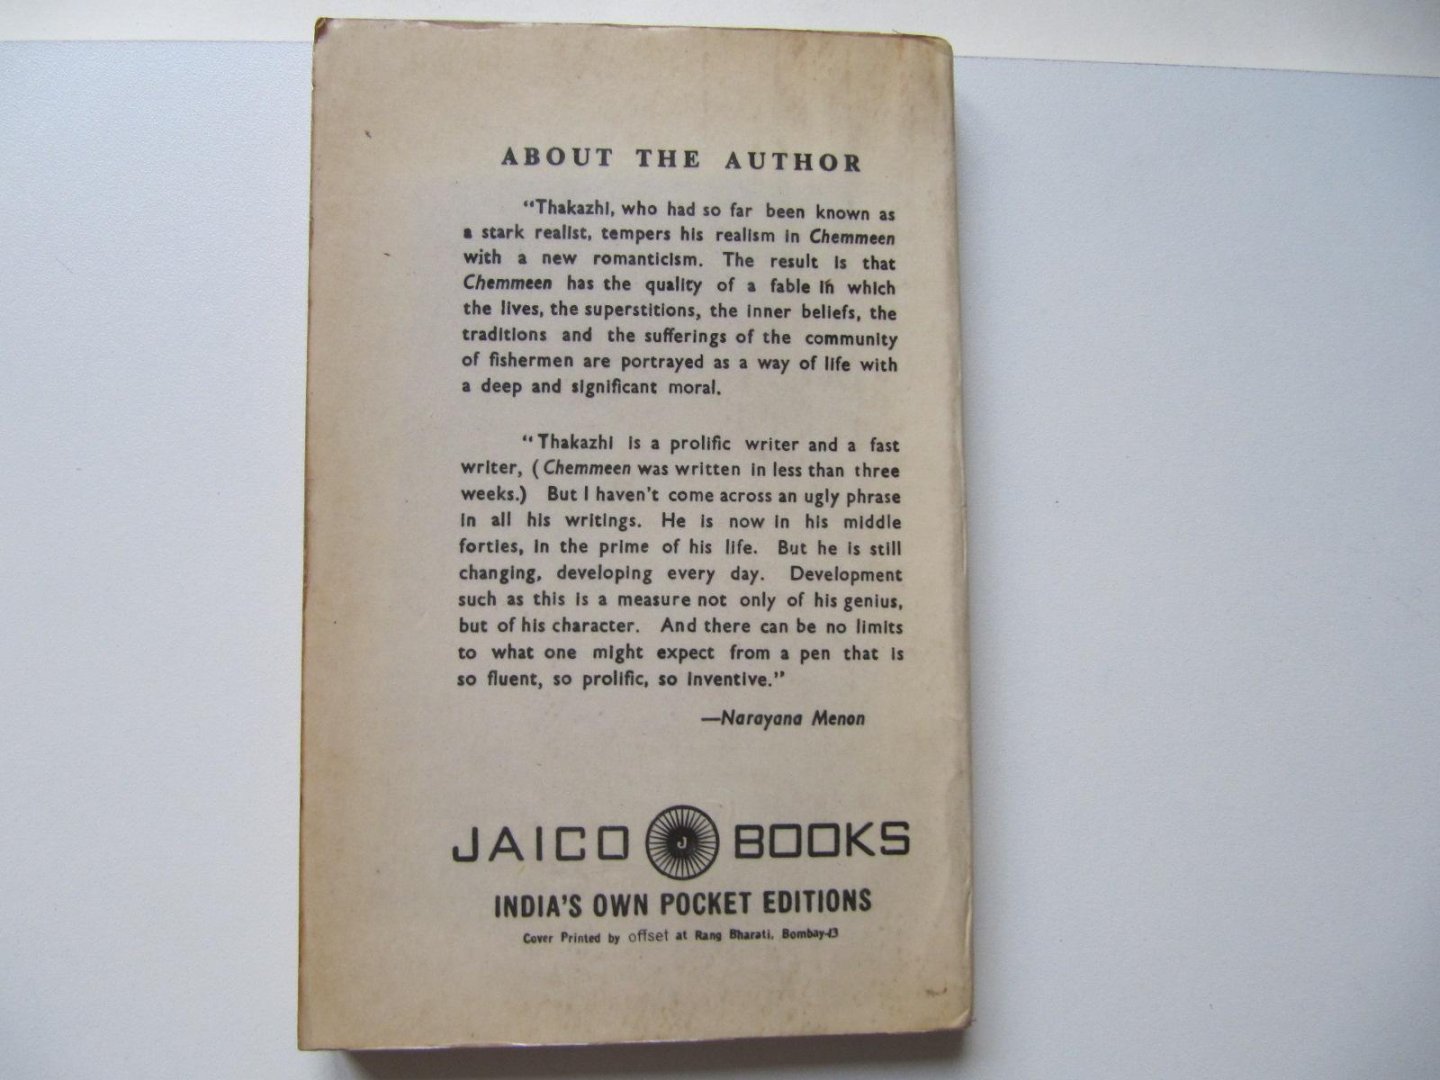 ABOUT THE AUTHOR
“Thakazhi, who had so far been known as
a stark realist, tempers his realism in Chemmeen
with a new romanticism. The result is that
Chemmeen has the quality of a fable in which
the lives, the superstitions, the inner beliefs, the
traditions and the sufferings of the community
of fishermen are portrayed as a way of life with
a deep and significant moral.
“Thakazhi is a prolific writer and a fast
writer, (Chemmeen was written in less than three
weeks.) But I haven't come across an ugly phrase
in all his writings. He is now in his middle
forties, in the prime of his life. But he is still
changing, developing every day. Development
such as this is a measure not only of his genius,
but of his character. And there can be no limits
to what one might expect from a pen that is
so fluent, so prolific, so inventive.”
—Narayana Menon
JAICO J BOOKS
INDIA'S OWN POCKET EDITIONS
Cover Printed by offset at Rang Bharati, Bombay-13